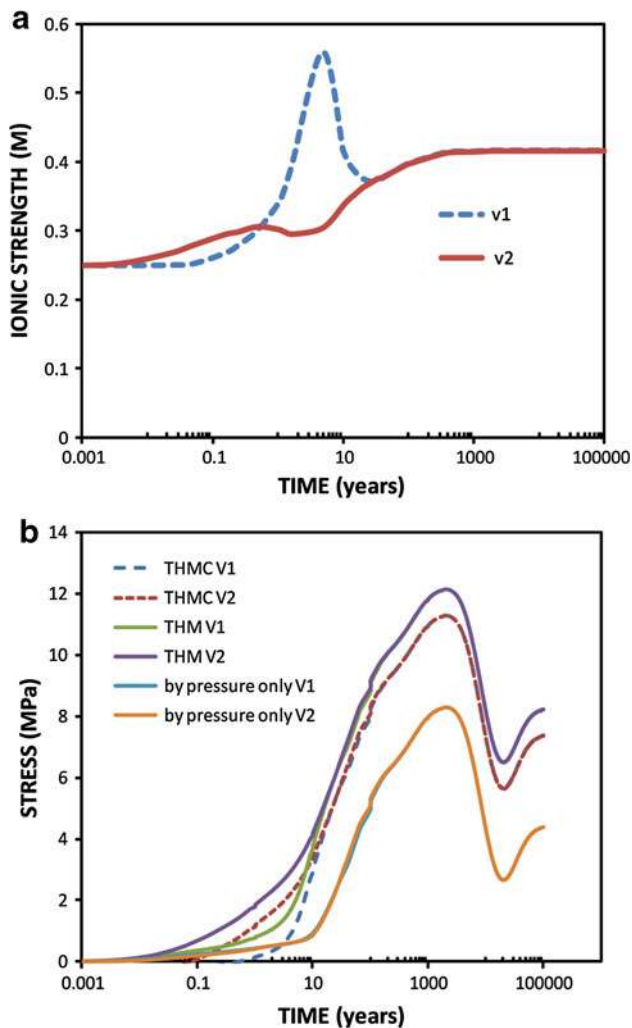 a
0.6
0.5
0.4
0.3
0.2
0.1
0
IONIC STRENGTH (M)
v1
v2
0.001
0.1
10
1000
100000
TIME (years)
b
14
12
10
8
6
4
2
0
STRESS (MPa)
THMC V1
THMC V2
THM V1
THM V2
by pressure only V1
by pressure only V2
0.001
0.1
10
1000
100000
TIME (years)